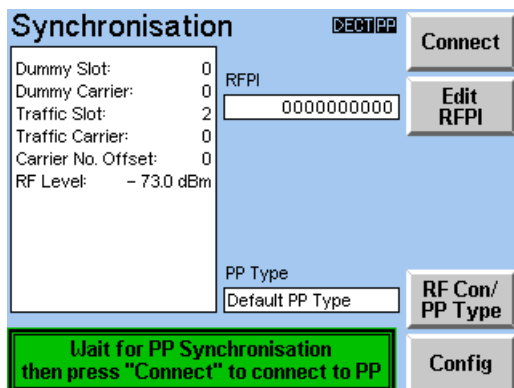 Synchronisation
DECT PP
Connect
Dummy Slot: 0
Dummy Carrier: 0
Traffic Slot: 2
Traffic Carrier: 0
Carrier No. Offset: 0
RF Level: – 73.0 dBm
RFPI
0000000000
Edit
RFPI
PP Type
Default PP Type
RF Con/
PP Type
Wait for PP Synchronisation
then press "Connect" to connect to PP
Config